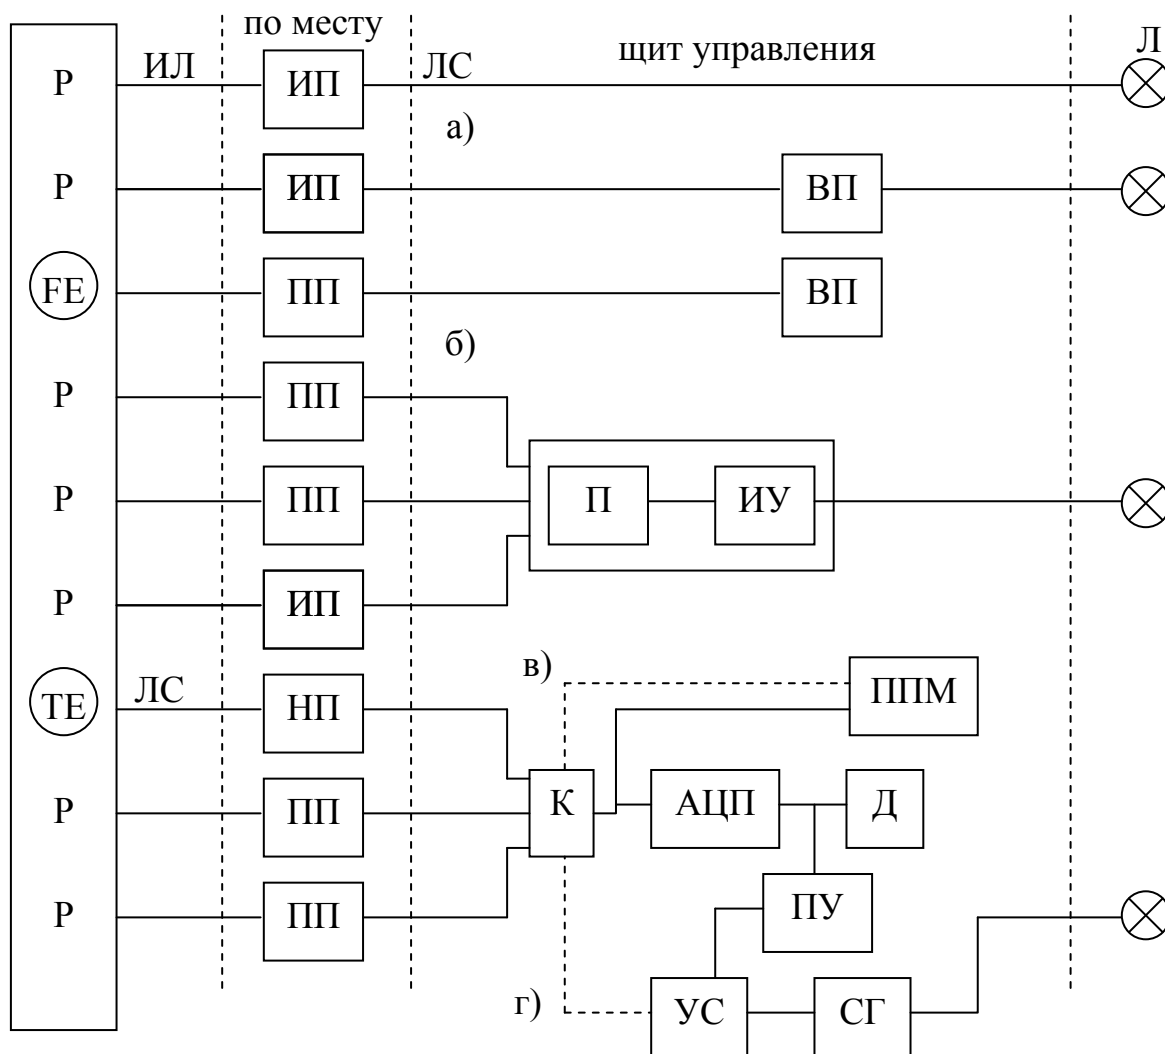 по месту
щит управления
Л
Р ИЛ ИП ЛС
а)
Р ИП ВП
FE ПП ВП
б)
Р ПП
Р ПП П ИУ
Р ИП
в)
TE ЛС НП ППМ
Р ПП К АЦП Д
Р ПП ПУ
г) УС СГ